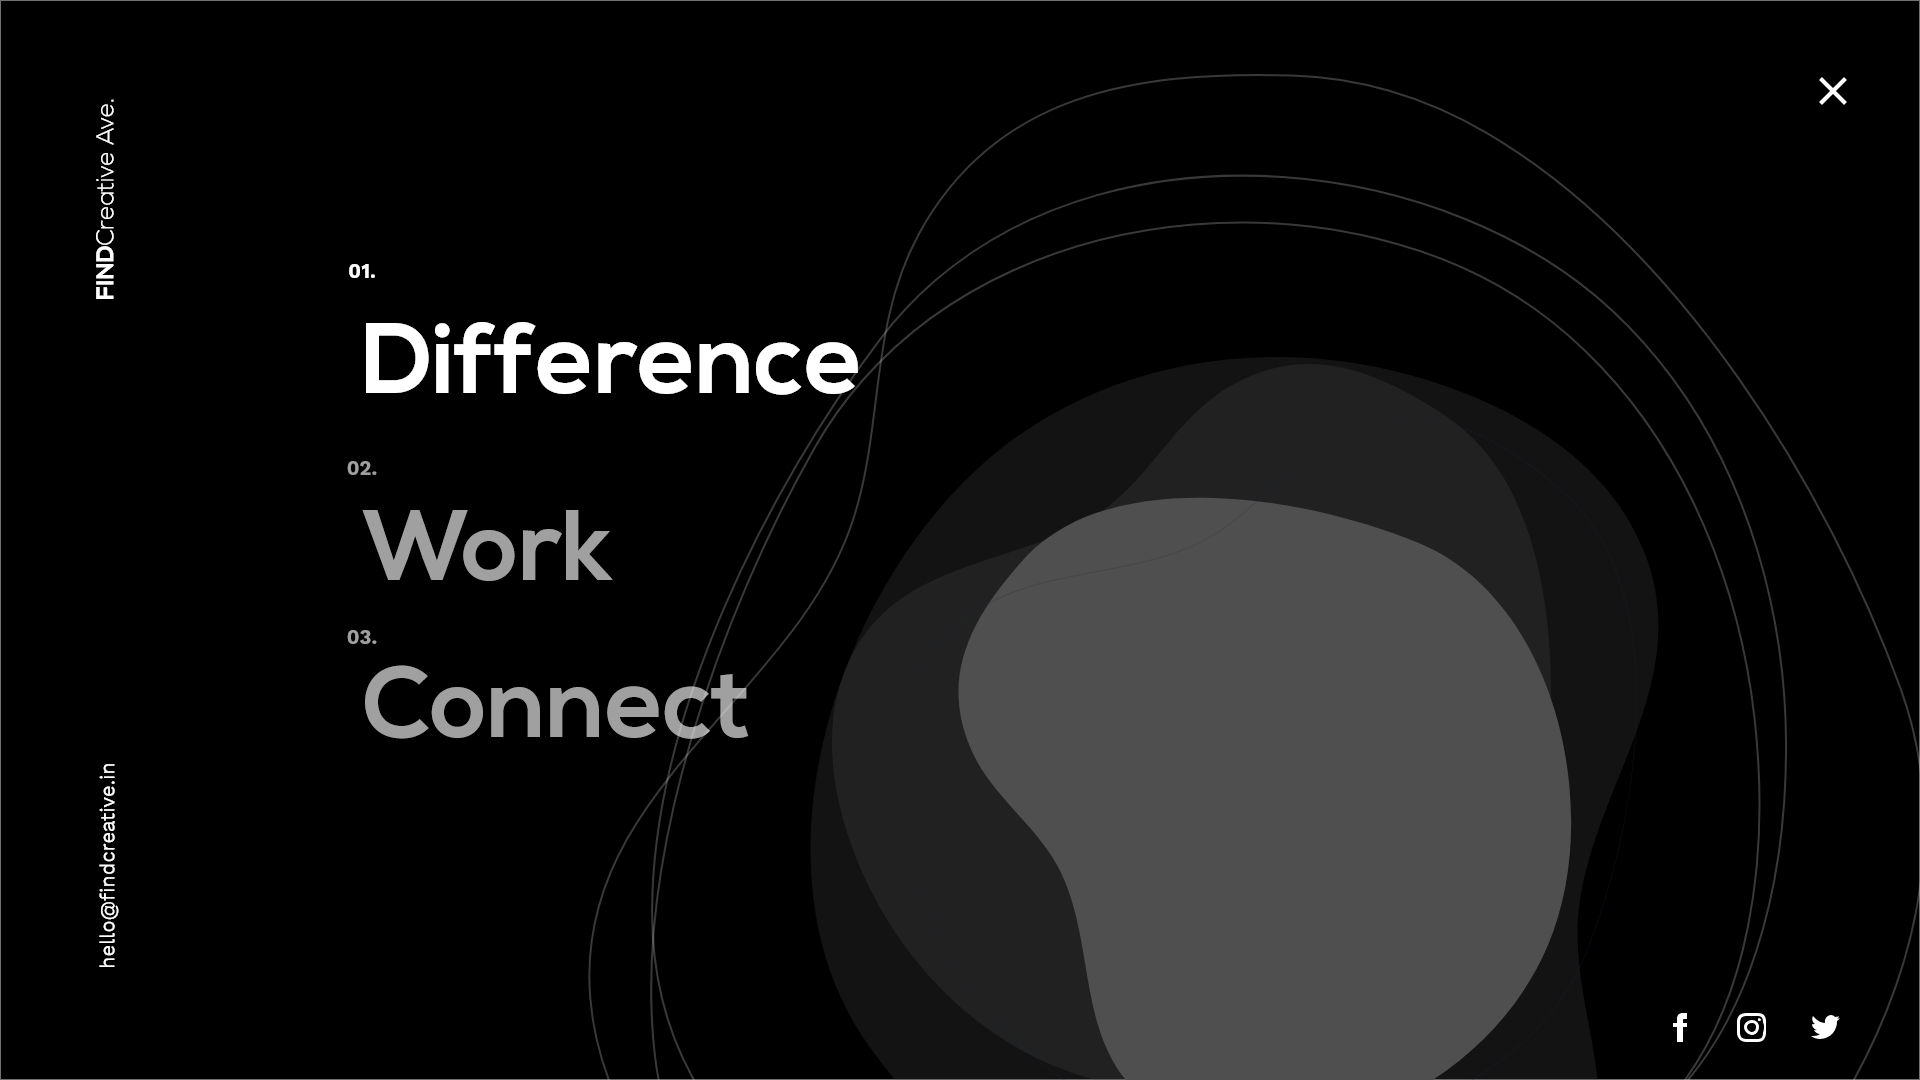 FINDCreative Ave.
01.
Difference
02.
Work
03.
Connect
hello@findcreative.in